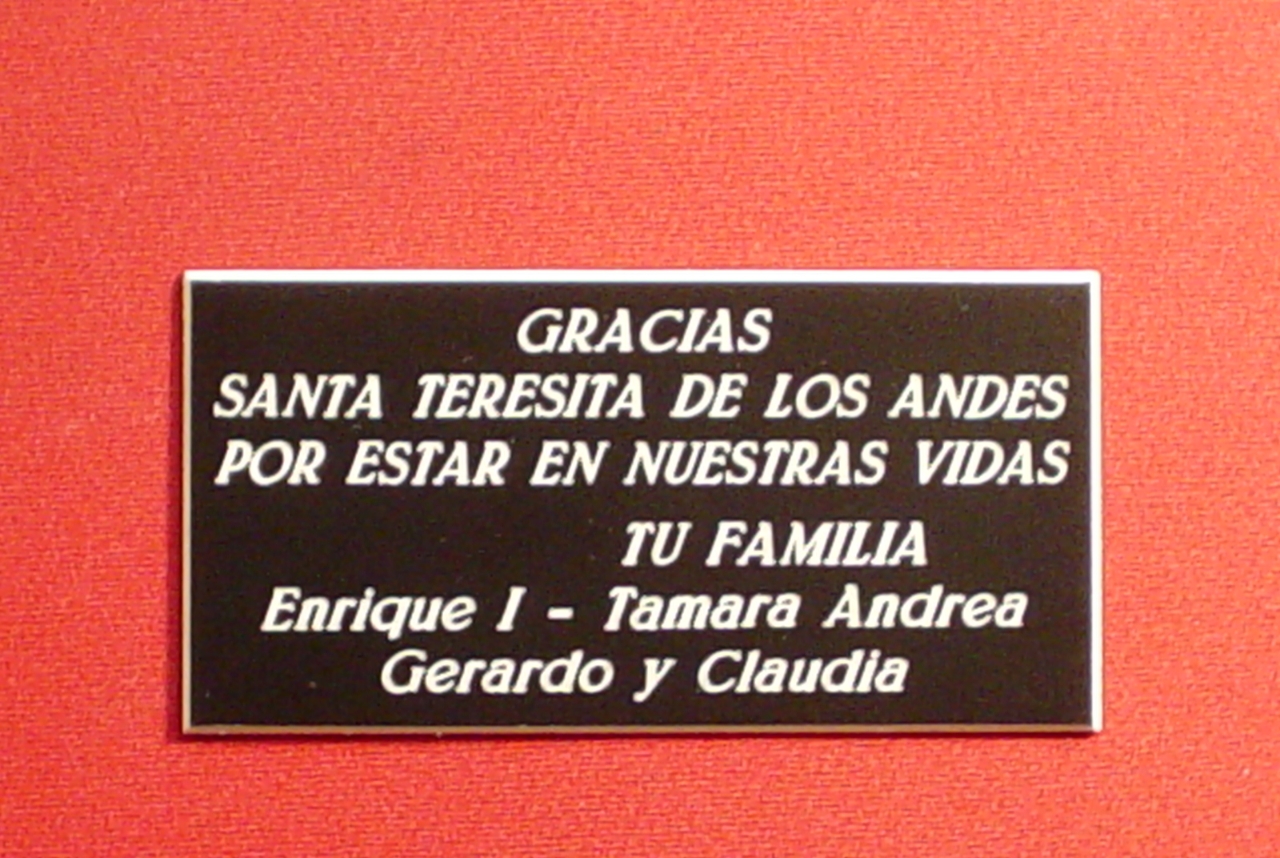 GRACIAS
SANTA TERESITA DE LOS ANDES
POR ESTAR EN NUESTRAS VIDAS
TU FAMILIA
Enrique I - Tamara Andrea
Gerardo y Claudia